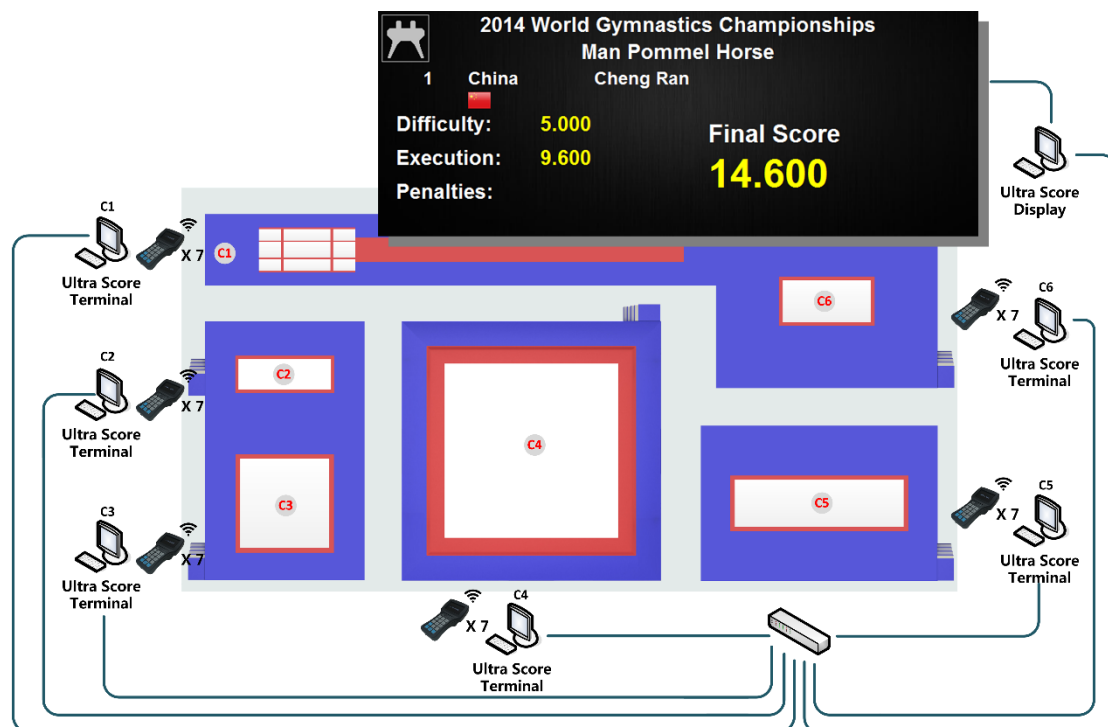 2014 World Gymnastics Championships
Man Pommel Horse
1 China Cheng Ran
Difficulty: 5.000
Execution: 9.600
Penalties:
Final Score
14.600
Ultra Score
Display
C1
X 7
Ultra Score
Terminal
C1
C6
C6
X 7
Ultra Score
Terminal
C2
X 7
Ultra Score
Terminal
C2
C4
C3
C5
C3
X 7
Ultra Score
Terminal
C5
X 7
Ultra Score
Terminal
C4
X 7
Ultra Score
Terminal